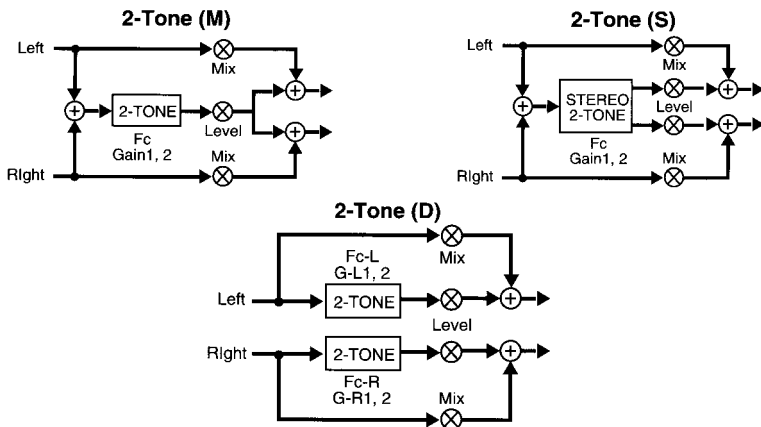 2-Tone (M)
Left
Mix
2-TONE
Level
Fc
Gain1, 2
Mix
RIght
2-Tone (S)
Left
Mix
STEREO
2-TONE
Level
Fc
Gain1, 2
Mix
RIght
2-Tone (D)
Mix
Fc-L
G-L1, 2
Left
2-TONE
Level
RIght
2-TONE
Fc-R
G-R1, 2
Mix